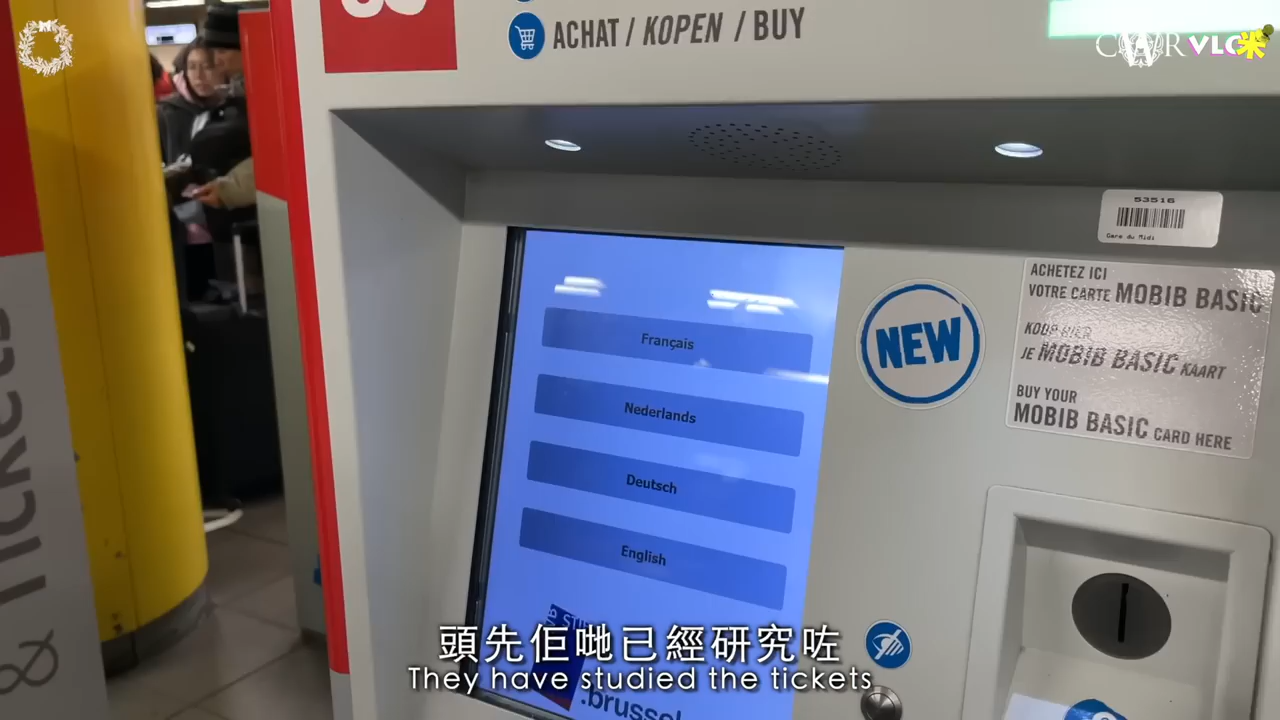 ACHAT / KOPEN / BUY
53516
Gare du Midi
ACHETEZ ICI
VOTRE CARTE MOBIB BASIC
KOOP HIER
JE MOBIB BASIC KAART
BUY YOUR
MOBIB BASIC CARD HERE
NEW
Français
Nederlands
Deutsch
English
.brussel
& Tickets
頭先佢哋已經研究咗
They have studied the tickets